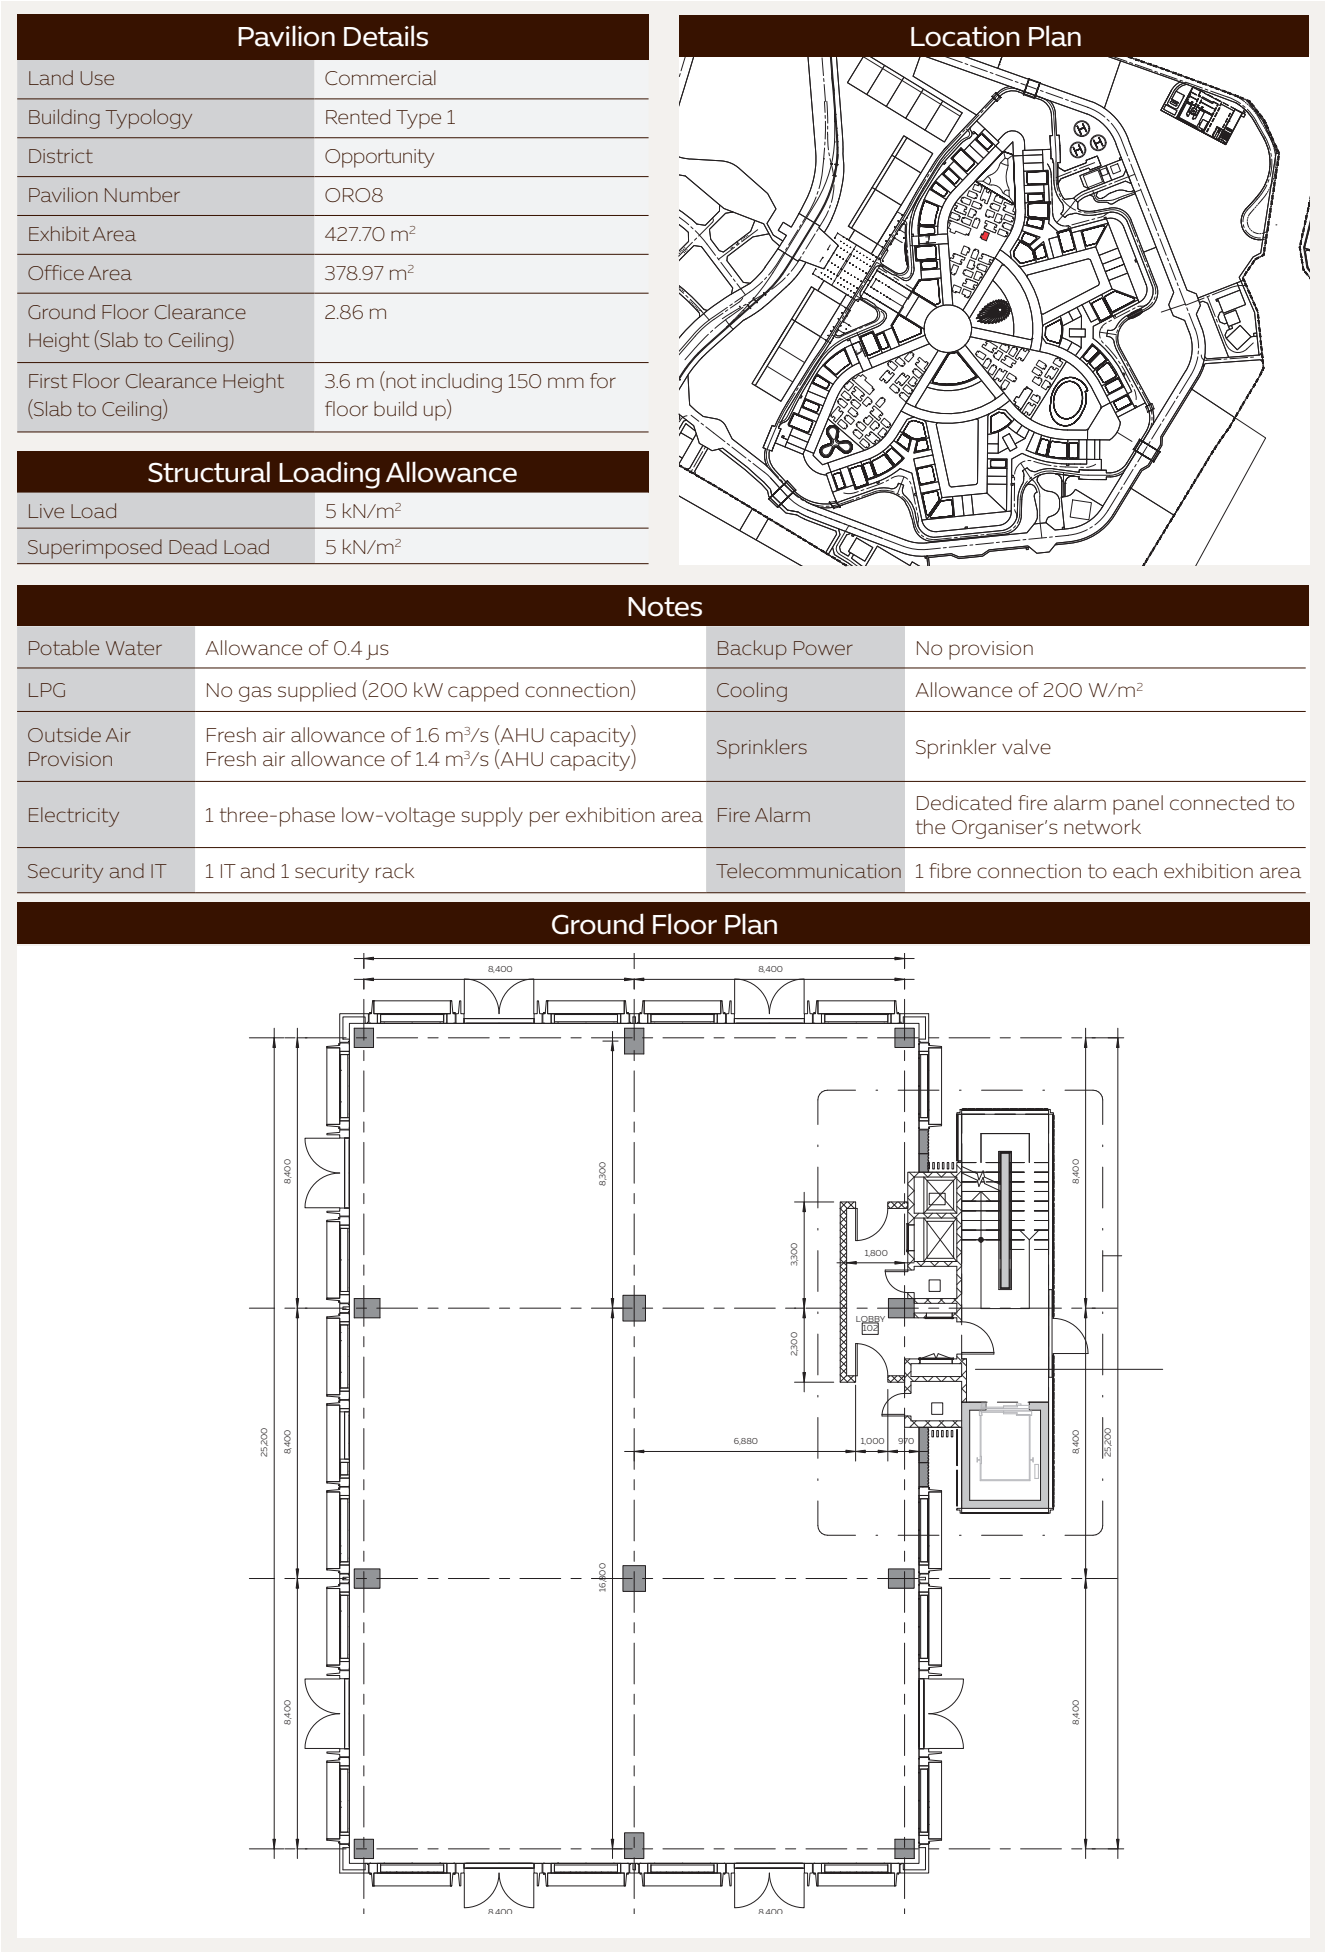 Pavilion Details
Land Use Commercial
Building Typology Rented Type 1
District Opportunity
Pavilion Number ORO8
Exhibit Area 427.70 m²
Office Area 378.97 m²
Ground Floor Clearance 2.86 m
Height (Slab to Ceiling)
First Floor Clearance Height 3.6 m (not including 150 mm for
(Slab to Ceiling) floor build up)
Structural Loading Allowance
Live Load 5 kN/m²
Superimposed Dead Load 5 kN/m²
Location Plan
H
H
H
Notes
Potable Water Allowance of 0.4 µs Backup Power No provision
LPG No gas supplied (200 kW capped connection) Cooling Allowance of 200 W/m²
Outside Air Fresh air allowance of 1.6 m³/s (AHU capacity)
Provision Fresh air allowance of 1.4 m³/s (AHU capacity)
Sprinklers Sprinkler valve
Electricity 1 three-phase low-voltage supply per exhibition area
Fire Alarm Dedicated fire alarm panel connected to
the Organiser's network
Security and IT 1 IT and 1 security rack Telecommunication 1 fibre connection to each exhibition area
Ground Floor Plan
8,400 8,400
8,400 8,300 8,400
3,300 1,800
LOBBY
102
2,300
25,200 8,400 6,880 1,000 970 8,400 25,200
16,800
8,400 8,400
8,400 8,400